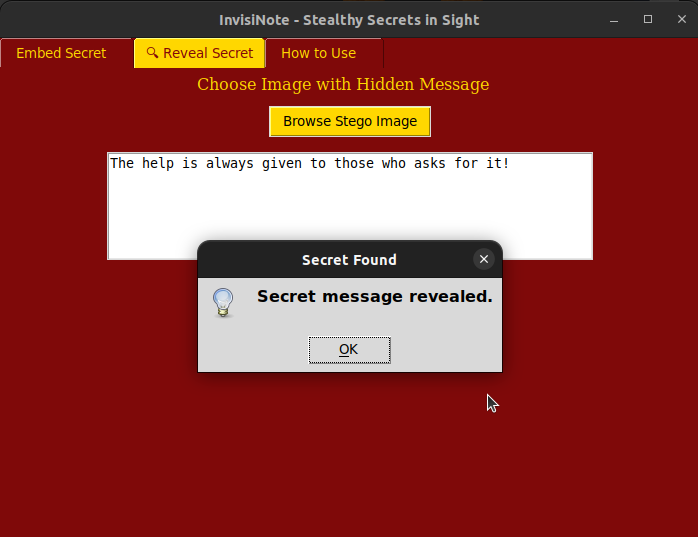 InvisiNote - Stealthy Secrets in Sight
Embed Secret
Reveal Secret
How to Use
Choose Image with Hidden Message
Browse Stego Image
The help is always given to those who asks for it!
Secret Found
Secret message revealed.
OK